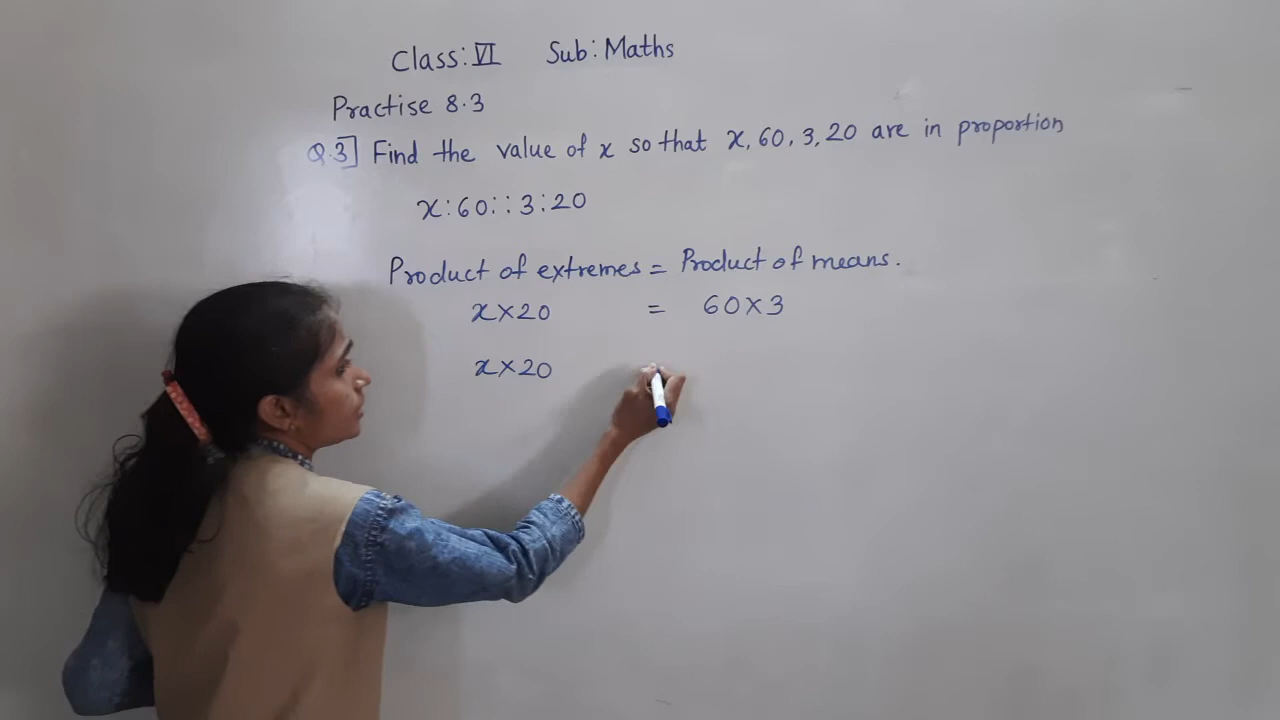 Class: VI Sub: Maths
Practise 8.3
Q.3] Find the value of x so that x, 60, 3, 20 are in proportion
x:60::3:20
Product of extremes = Product of means.
x×20 = 60×3
x×20